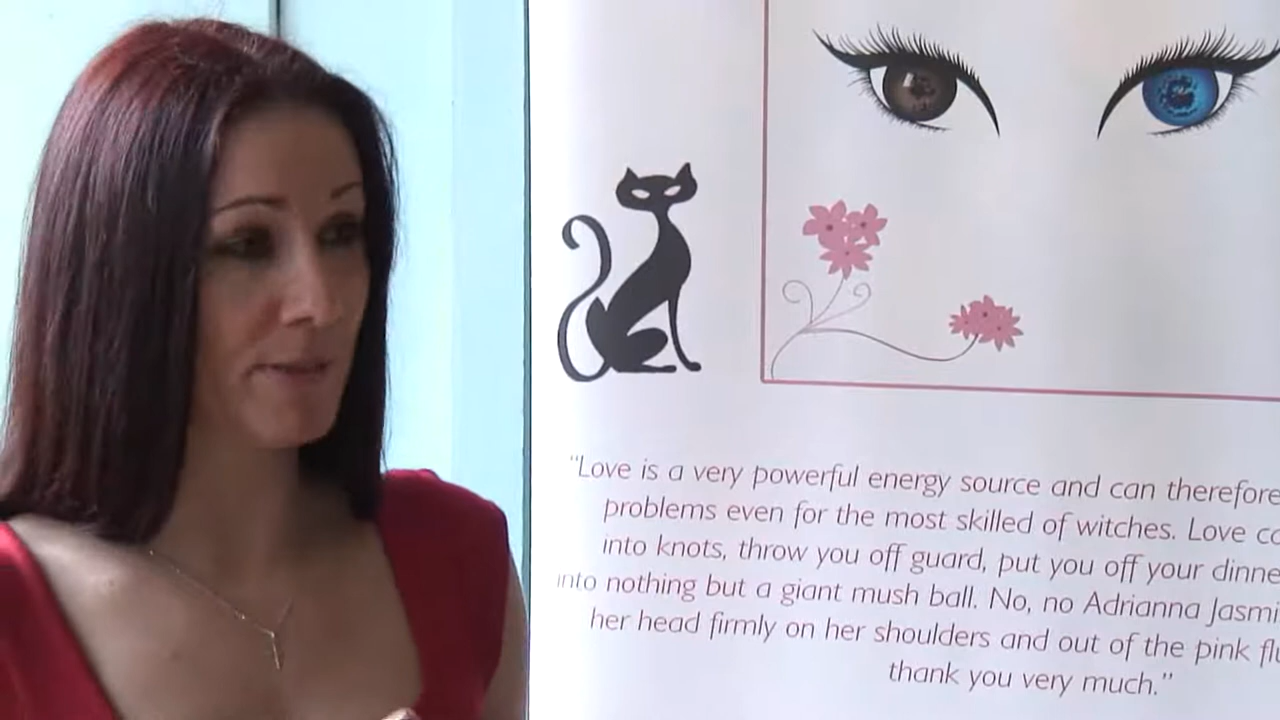 "Love is a very powerful energy source and can therefore
problems even for the most skilled of witches. Love
into knots, throw you off guard, put you off your
into nothing but a giant mush ball. No, no Adrianna
her head firmly on her shoulders and out of the pink
thank you very much."